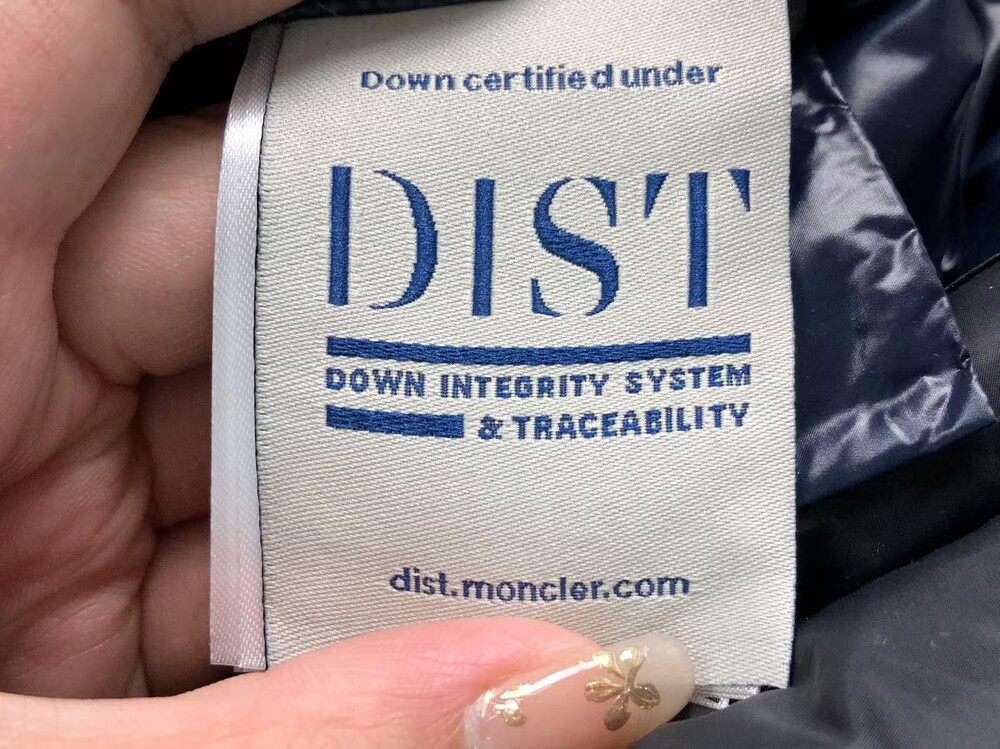 Down certified under
DIST
DOWN INTEGRITY SYSTEM
& TRACEABILITY
dist.moncler.com